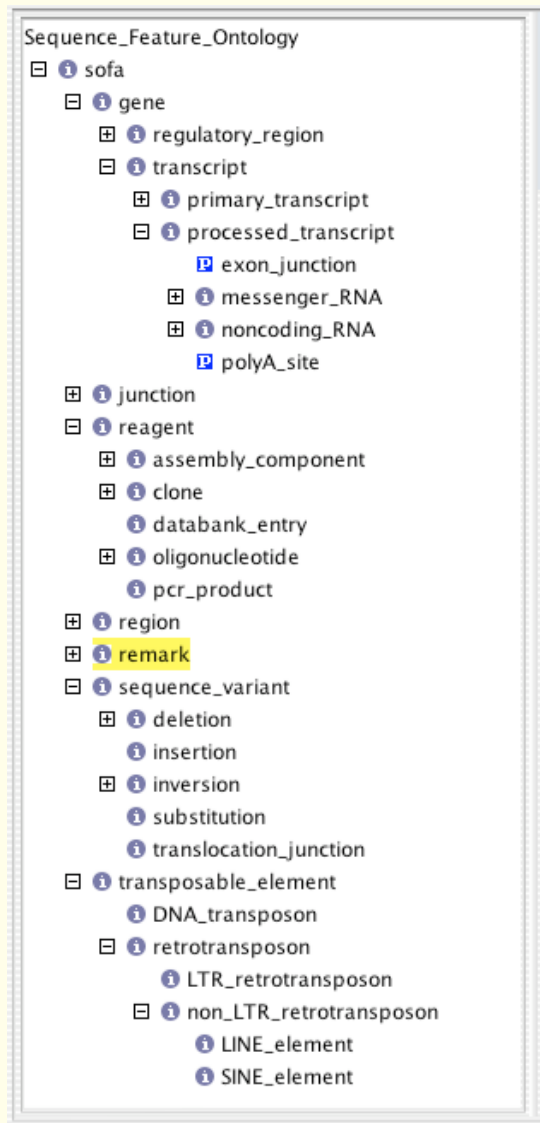 Sequence_Feature_Ontology
sofa
gene
regulatory_region
transcript
primary_transcript
processed_transcript
P exon_junction
messenger_RNA
noncoding_RNA
P polyA_site
junction
reagent
assembly_component
clone
databank_entry
oligonucleotide
pcr_product
region
remark
sequence_variant
deletion
insertion
inversion
substitution
translocation_junction
transposable_element
DNA_transposon
retrotransposon
LTR_retrotransposon
non_LTR_retrotransposon
LINE_element
SINE_element